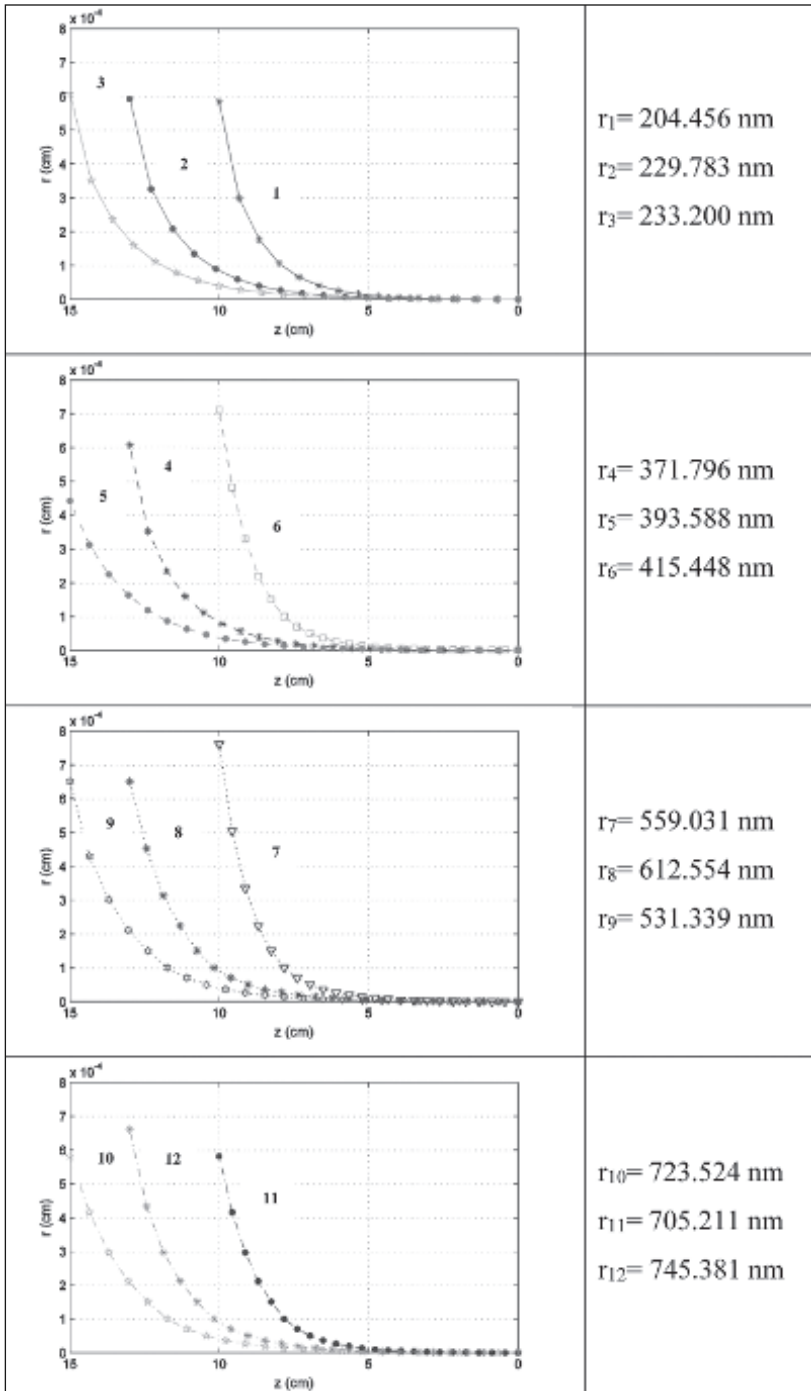 x 10⁻⁴
8
7
6
5
4
3
2
1
0
r (cm)
3
2
1
15
10
5
0
z (cm)
r₁= 204.456 nm
r₂= 229.783 nm
r₃= 233.200 nm
x 10⁻⁴
8
7
6
5
4
3
2
1
0
r (cm)
4
5
6
15
10
5
0
z (cm)
r₄= 371.796 nm
r₅= 393.588 nm
r₆= 415.448 nm
x 10⁻⁴
8
7
6
5
4
3
2
1
0
r (cm)
9
8
7
15
10
5
0
z (cm)
r₇= 559.031 nm
r₈= 612.554 nm
r₉= 531.339 nm
x 10⁻⁴
8
7
6
5
4
3
2
1
0
r (cm)
10
12
11
15
10
5
0
z (cm)
r₁₀= 723.524 nm
r₁₁= 705.211 nm
r₁₂= 745.381 nm